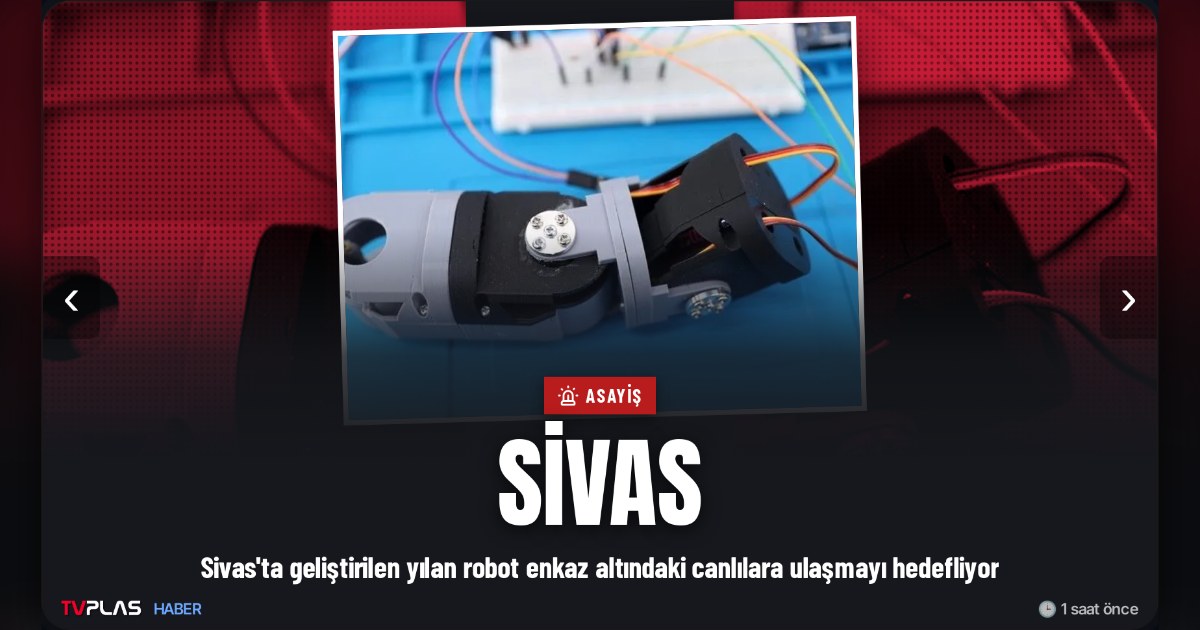 ASAYİŞ
SİVAS
Sivas'ta geliştirilen yılan robot enkaz altındaki canlılara ulaşmayı hedefliyor
TVPLAS HABER
1 saat önce